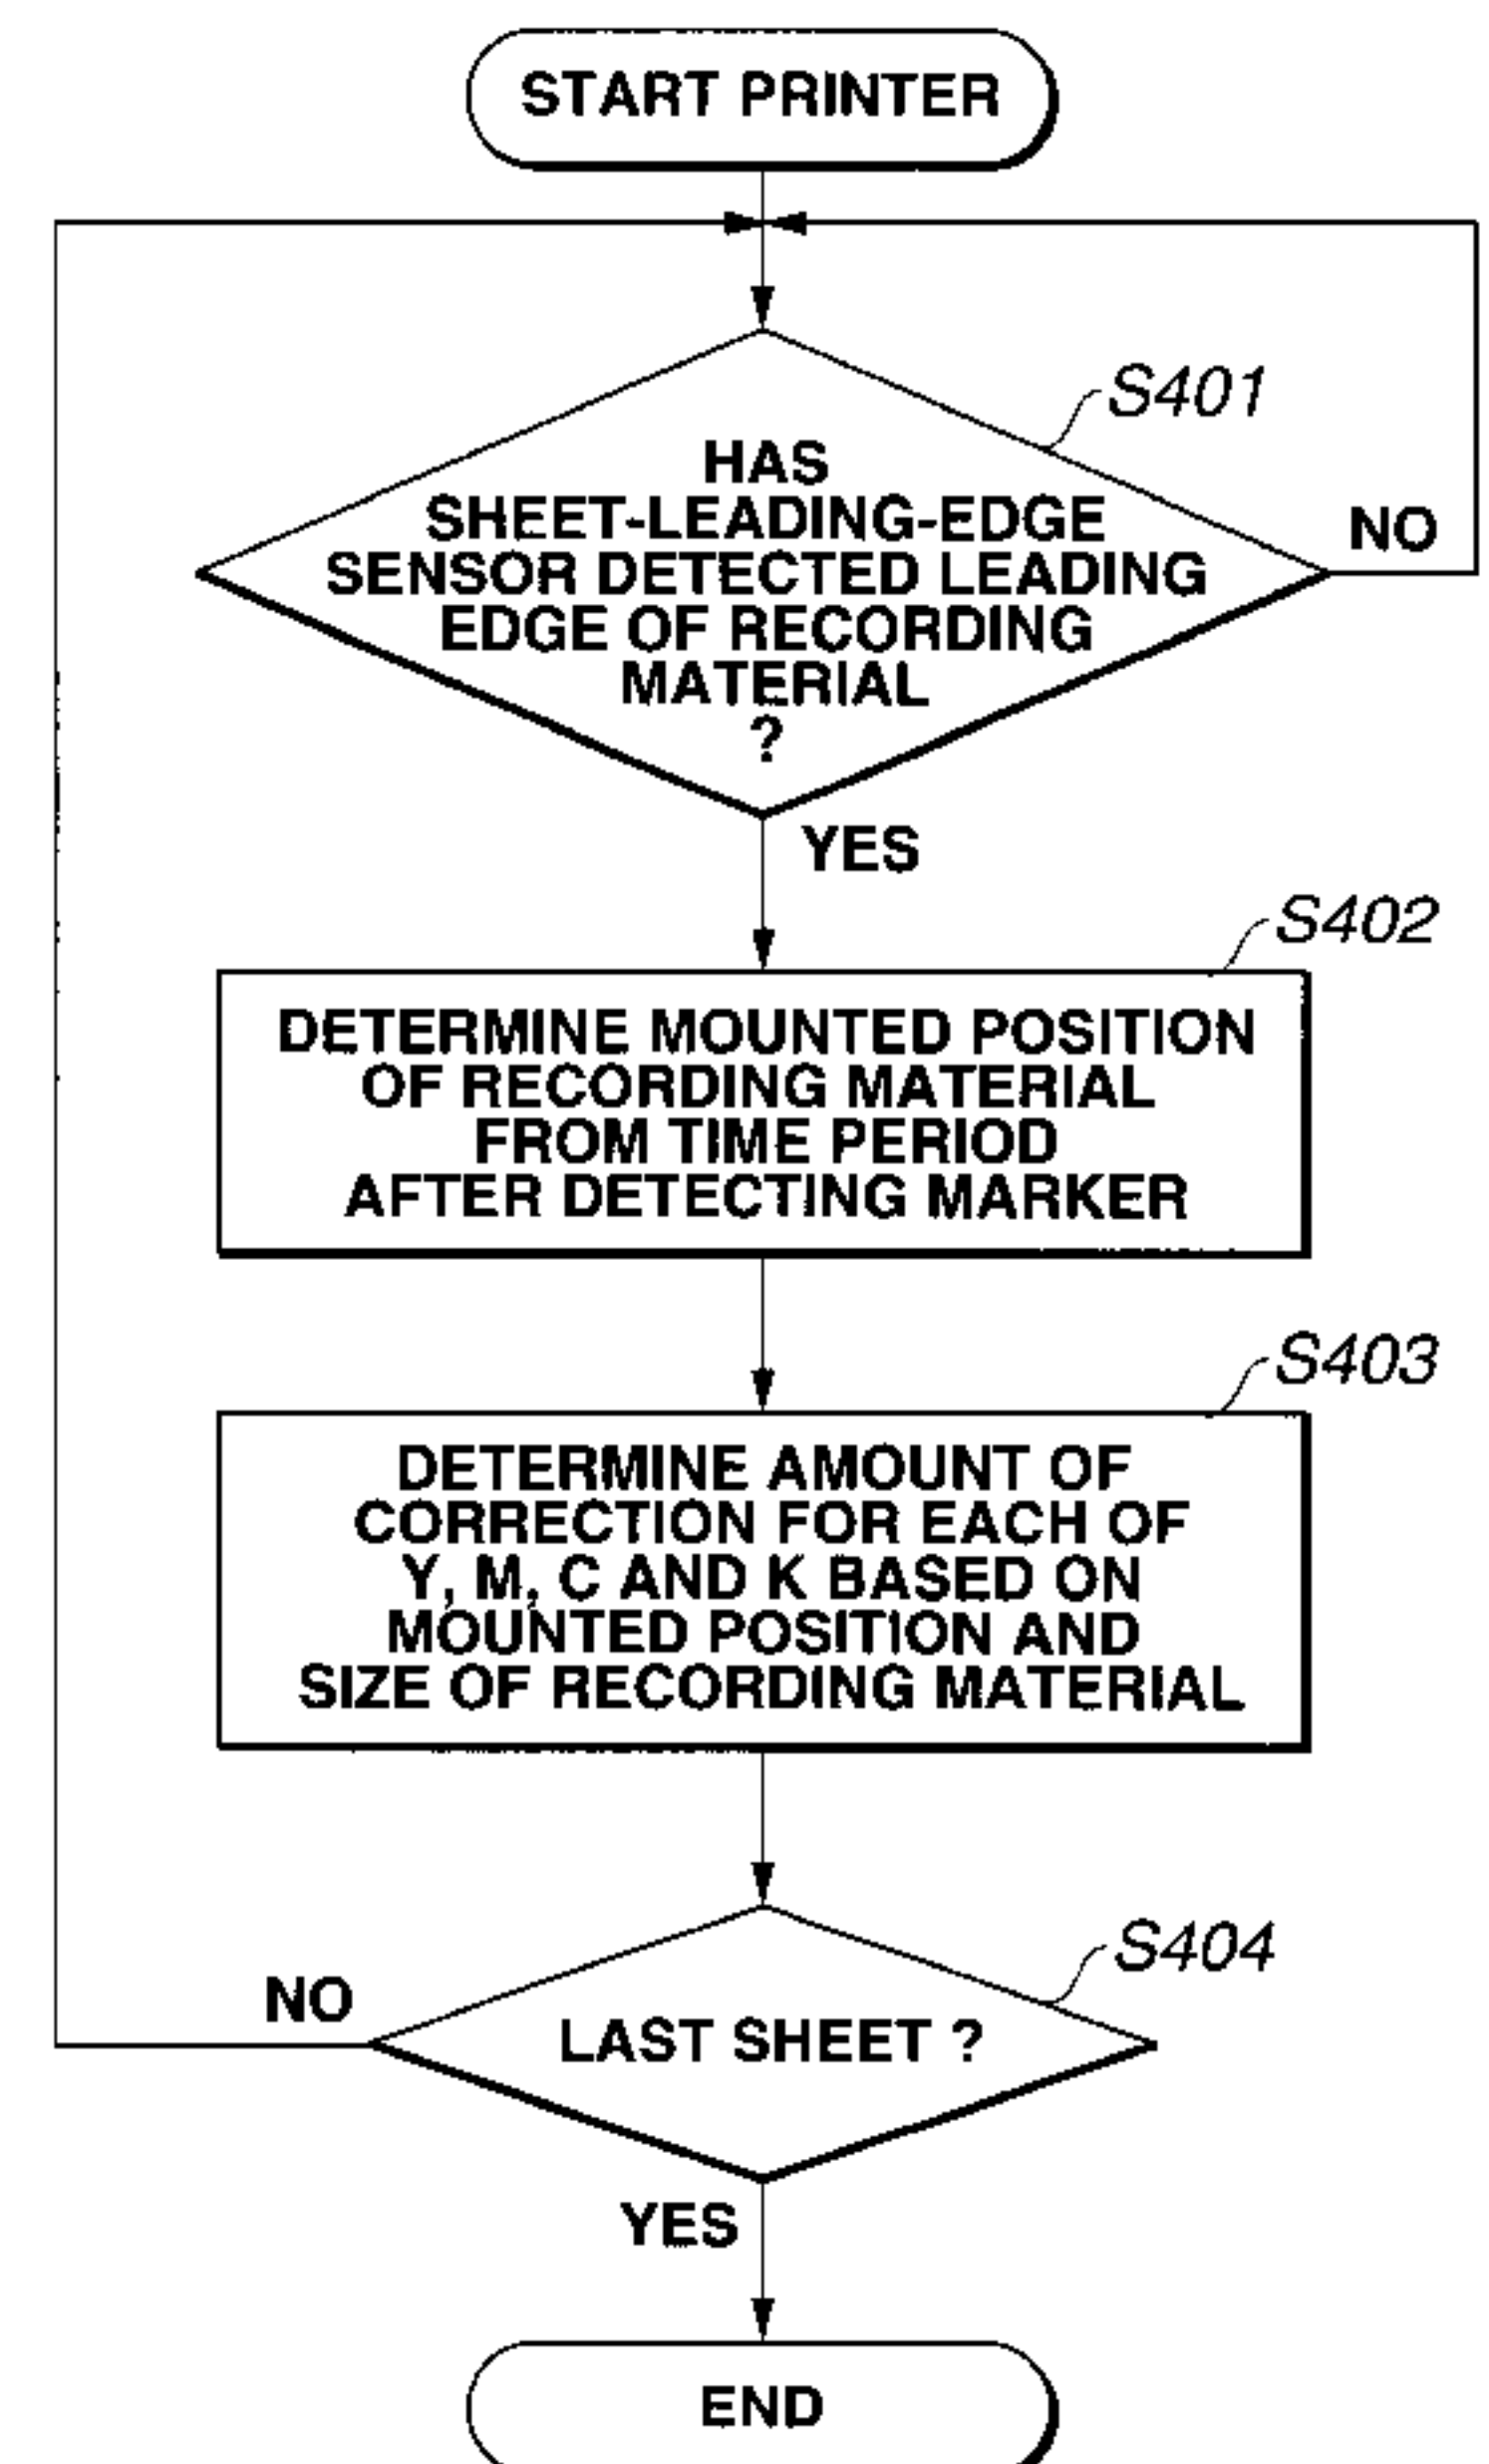 START PRINTER
S401
HAS
SHEET-LEADING-EDGE
SENSOR DETECTED LEADING
EDGE OF RECORDING
MATERIAL
?
NO
YES
S402
DETERMINE MOUNTED POSITION
OF RECORDING MATERIAL
FROM TIME PERIOD
AFTER DETECTING MARKER
S403
DETERMINE AMOUNT OF
CORRECTION FOR EACH OF
Y, M, C AND K BASED ON
MOUNTED POSITION AND
SIZE OF RECORDING MATERIAL
S404
NO
LAST SHEET ?
YES
END